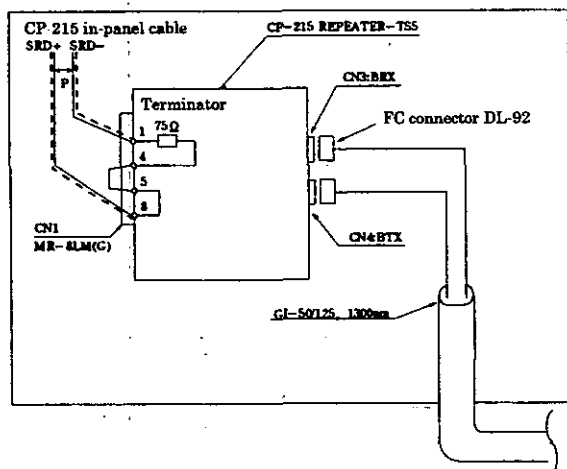 CP-215 in-panel cable
SRD+ SRD-
P
CP-215 REPEATER-TSS
CN3:BRX
FC connector DL-92
Terminator
75Ω
1
4
5
8
CN1
MR-8LM(G)
CN4:BTX
GI-50/125, 1300nm